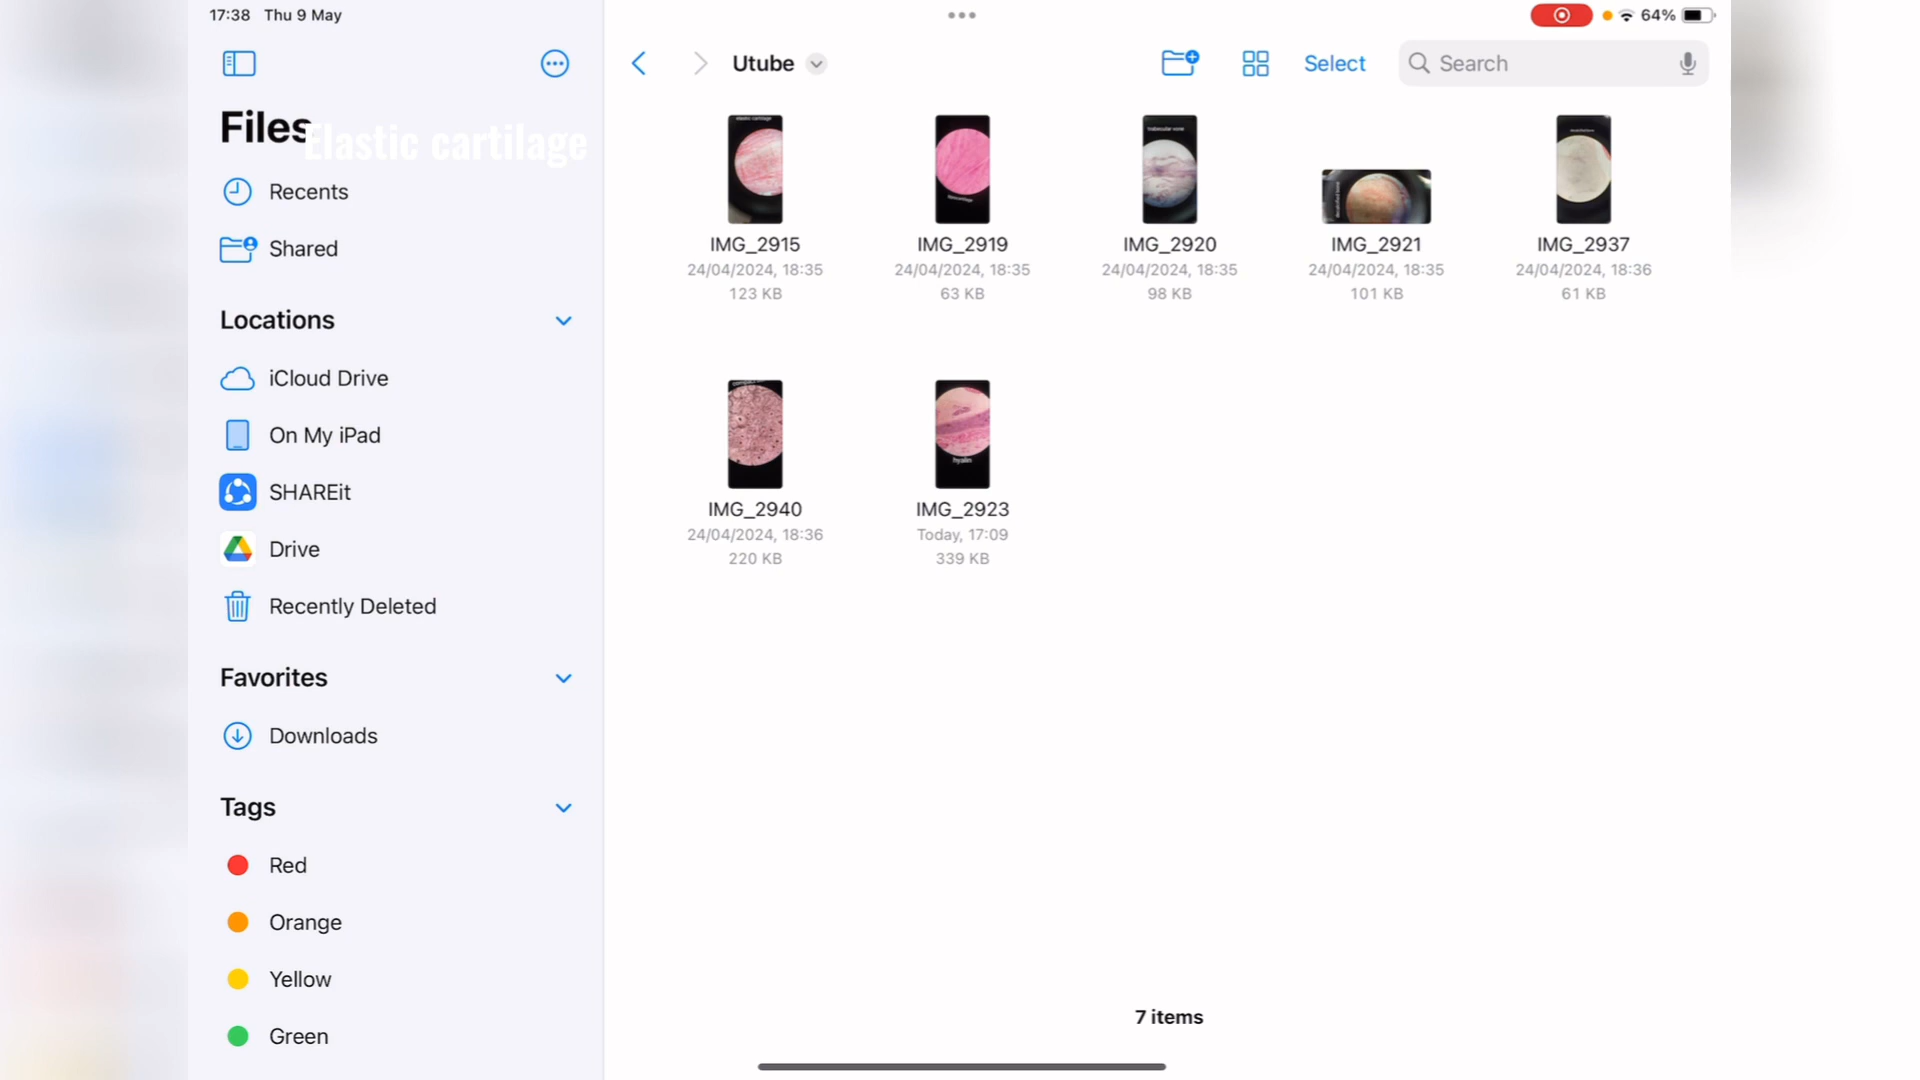 17:38 Thu 9 May
64%
Files
Elastic cartilage
Recents
Shared
Locations
iCloud Drive
On My iPad
SHAREit
Drive
Recently Deleted
Favorites
Downloads
Tags
Red
Orange
Yellow
Green
Utube
Select
Search
elastic cartilage
IMG_2915
24/04/2024, 18:35
123 KB
IMG_2919
24/04/2024, 18:35
63 KB
IMG_2920
24/04/2024, 18:35
98 KB
IMG_2921
24/04/2024, 18:35
101 KB
IMG_2937
24/04/2024, 18:36
61 KB
IMG_2940
24/04/2024, 18:36
220 KB
hyalin
IMG_2923
Today, 17:09
339 KB
7 items